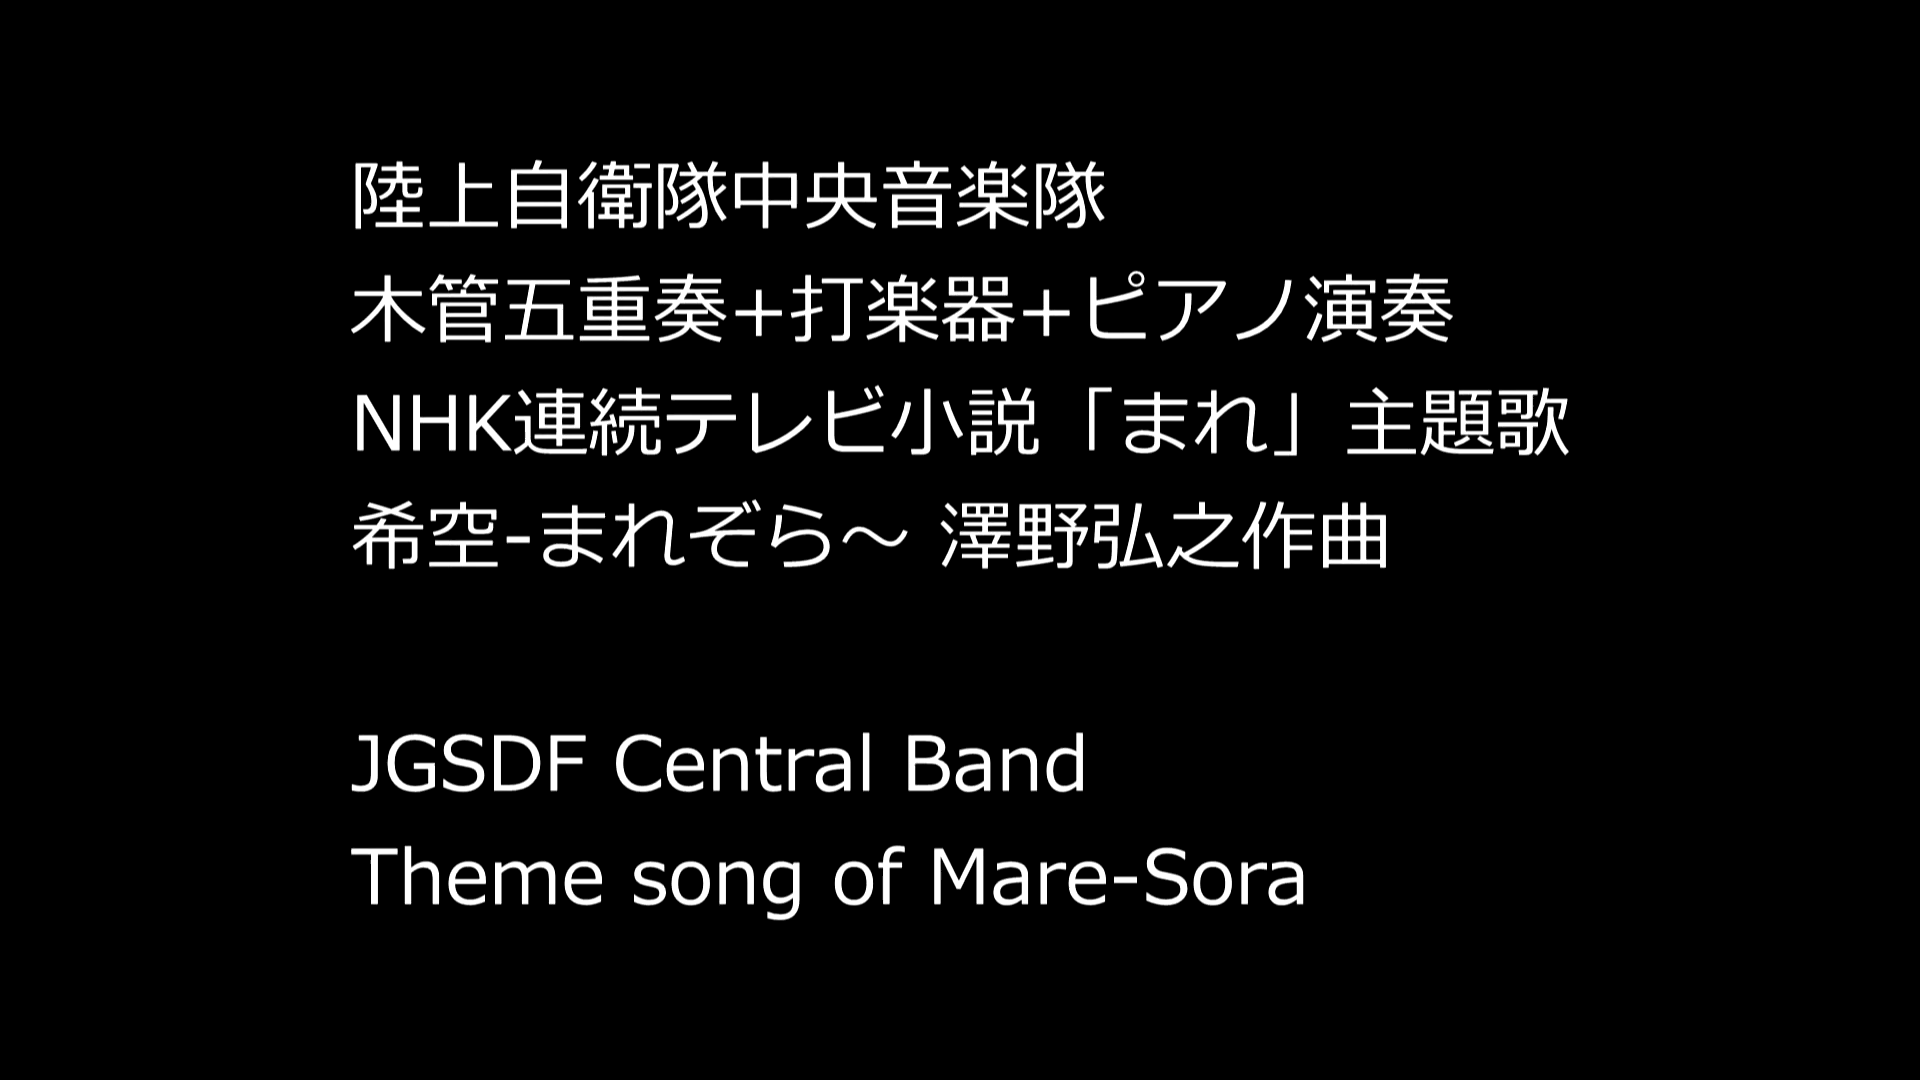 陸上自衛隊中央音楽隊
木管五重奏+打楽器+ピアノ演奏
NHK連続テレビ小説「まれ」主題歌
希空-まれぞら～ 澤野弘之作曲
JGSDF Central Band
Theme song of Mare-Sora